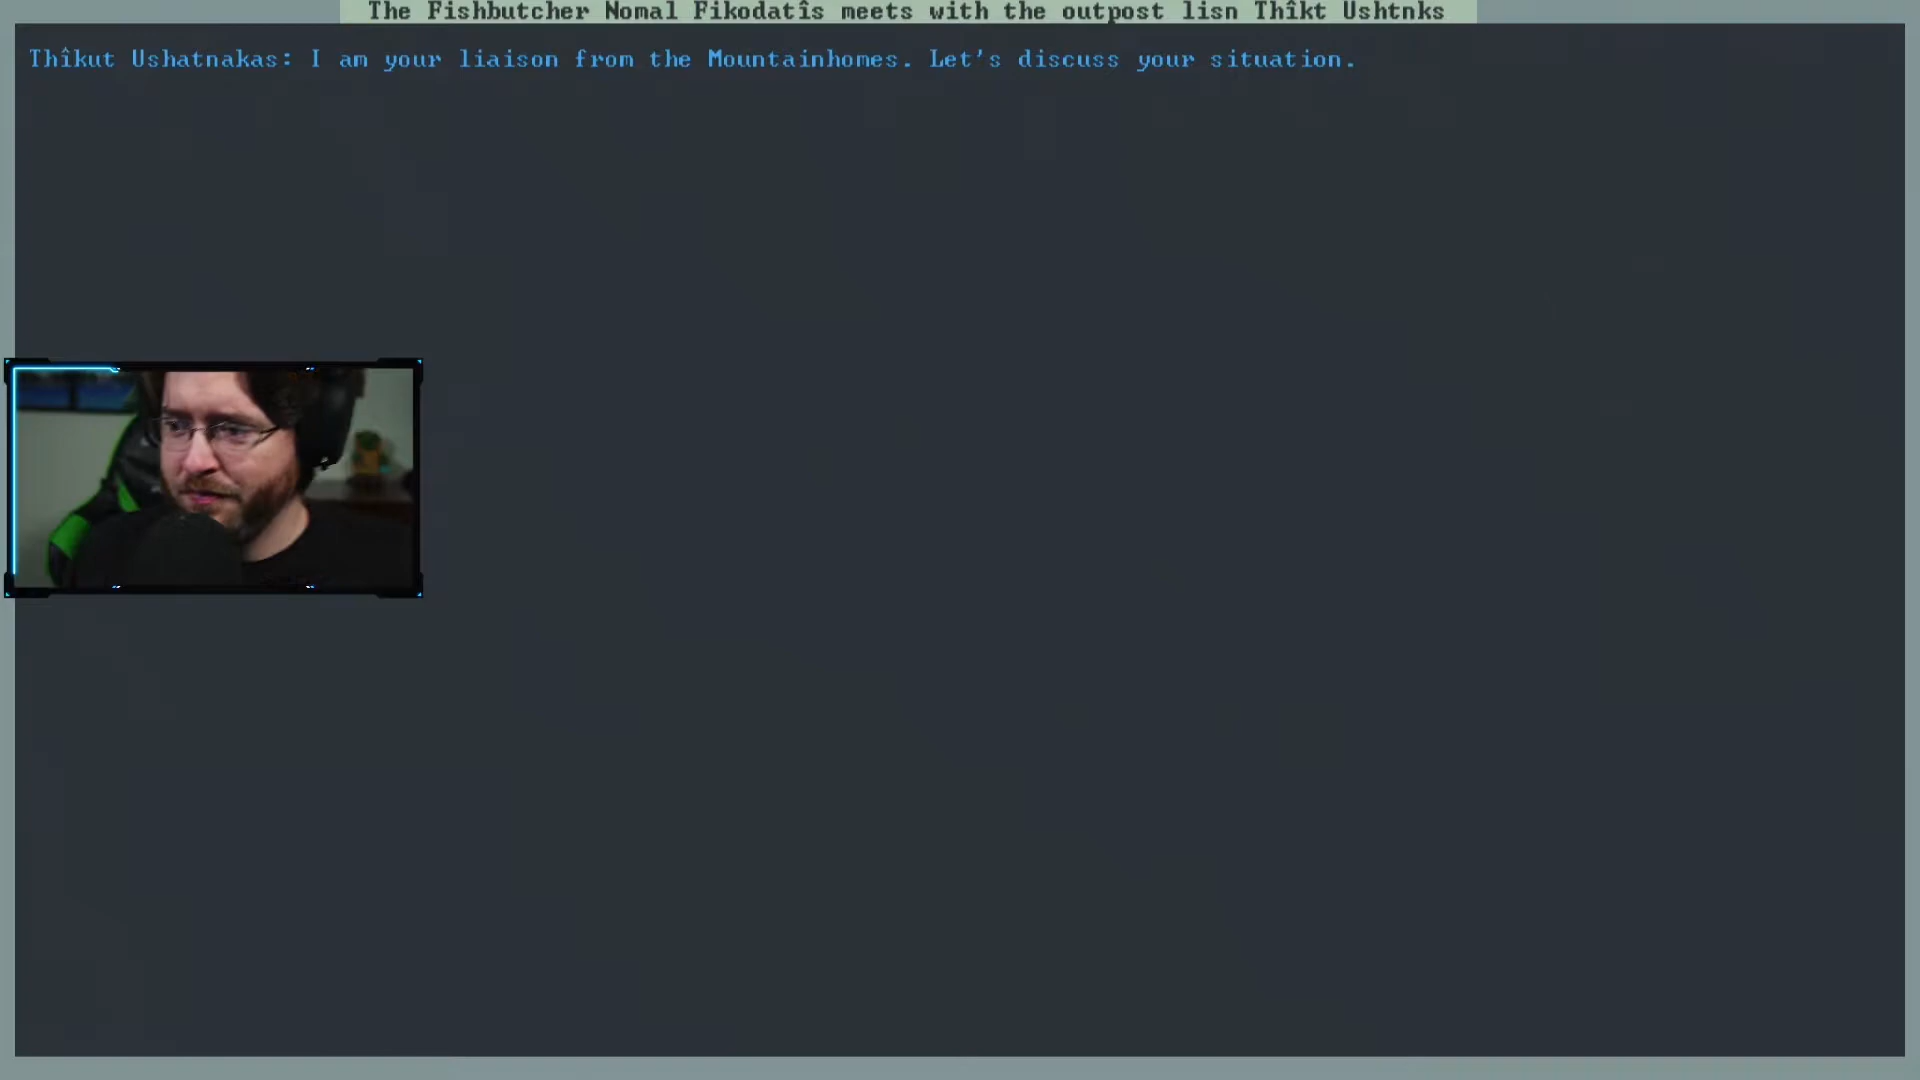 The Fishbutcher Nomal Fikodatîs meets with the outpost lisn Thîkt Ushtnks
Thîkut Ushatnakas: I am your liaison from the Mountainhomes. Let's discuss your situation.